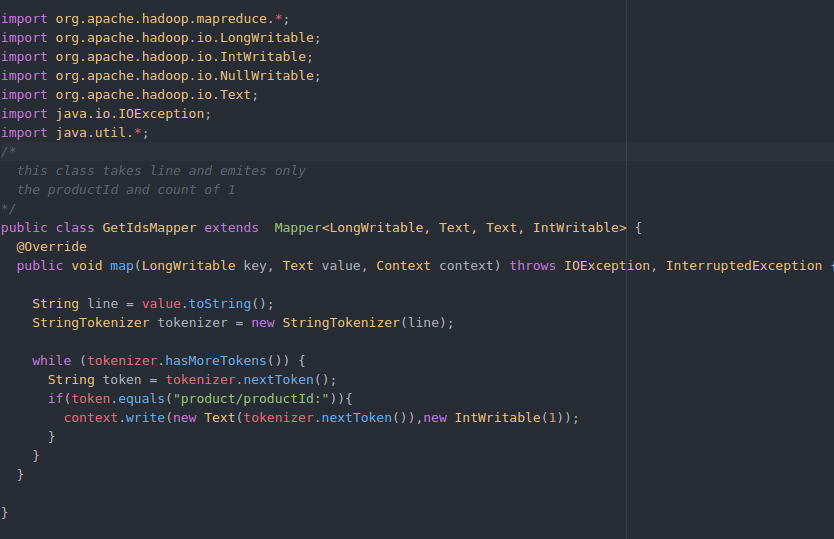 import org.apache.hadoop.mapreduce.*;
import org.apache.hadoop.io.LongWritable;
import org.apache.hadoop.io.IntWritable;
import org.apache.hadoop.io.NullWritable;
import org.apache.hadoop.io.Text;
import java.io.IOException;
import java.util.*;
/*
  this class takes line and emites only
  the productId and count of 1
*/
public class GetIdsMapper extends  Mapper<LongWritable, Text, Text, IntWritable> {
  @Override
  public void map(LongWritable key, Text value, Context context) throws IOException, InterruptedException {
    String line = value.toString();
    StringTokenizer tokenizer = new StringTokenizer(line);
    while (tokenizer.hasMoreTokens()) {
      String token = tokenizer.nextToken();
      if(token.equals("product/productId:")){
        context.write(new Text(tokenizer.nextToken()),new IntWritable(1));
      }
    }
  }
}